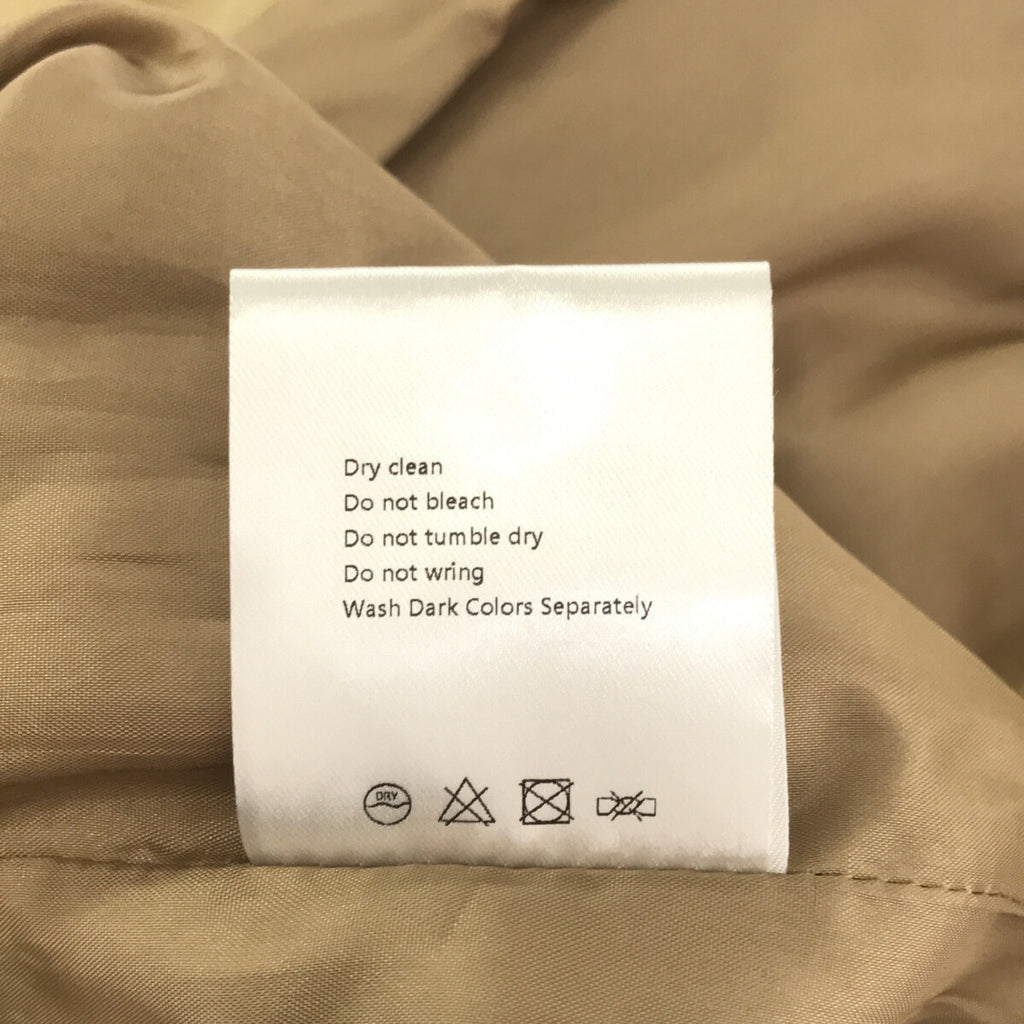 Dry clean
Do not bleach
Do not tumble dry
Do not wring
Wash Dark Colors Separately
DRY